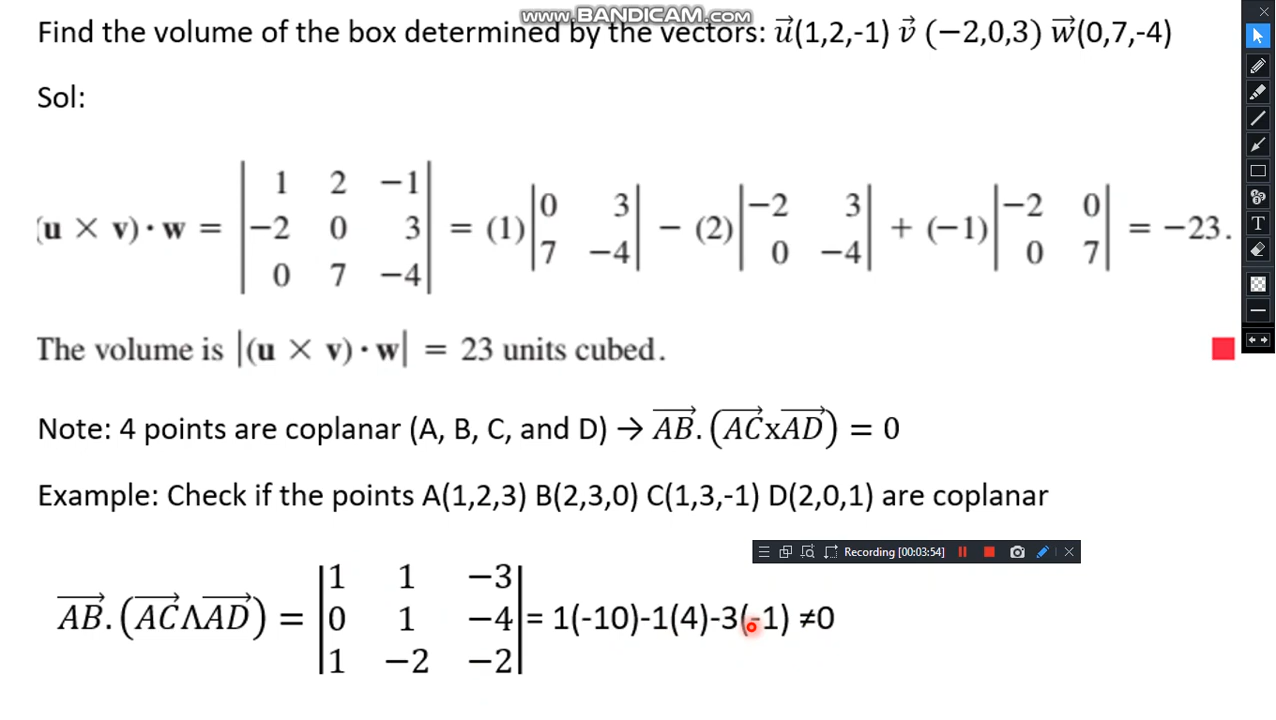 www.BANDICAM.com
Find the volume of the box determined by the vectors: u⃗(1,2,-1) v⃗ (−2,0,3) w⃗(0,7,-4)
Sol:
(u × v) · w = | 1 2 −1 | = (1) | 0 3 | − (2) | −2 3 | + (−1) | −2 0 | = −23.
| −2 0 3 | | 7 −4 | | 0 −4 | | 0 7 |
| 0 7 −4 |
The volume is |(u × v) · w| = 23 units cubed.
Note: 4 points are coplanar (A, B, C, and D) → AB⃗. (AC⃗xAD⃗) = 0
Example: Check if the points A(1,2,3) B(2,3,0) C(1,3,-1) D(2,0,1) are coplanar
Recording [00:03:54]
AB⃗. (AC⃗ΛAD⃗) = | 1 1 −3 | = 1(-10)-1(4)-3(-1) ≠0
| 0 1 −4 |
| 1 −2 −2 |